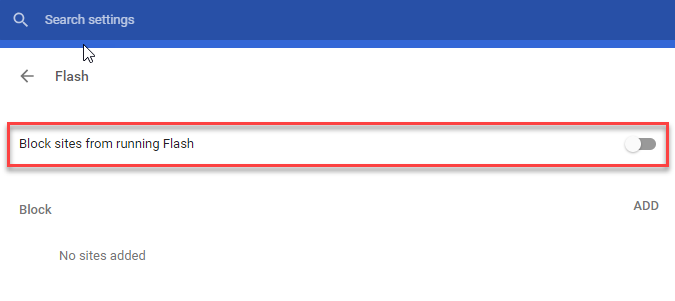 Search settings
Flash
Block sites from running Flash
Block
ADD
No sites added